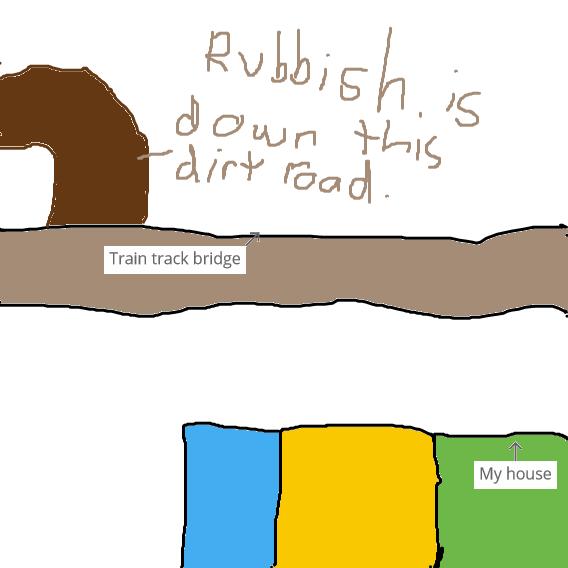 Rubbish is
down this
dirt road.
Train track bridge
My house